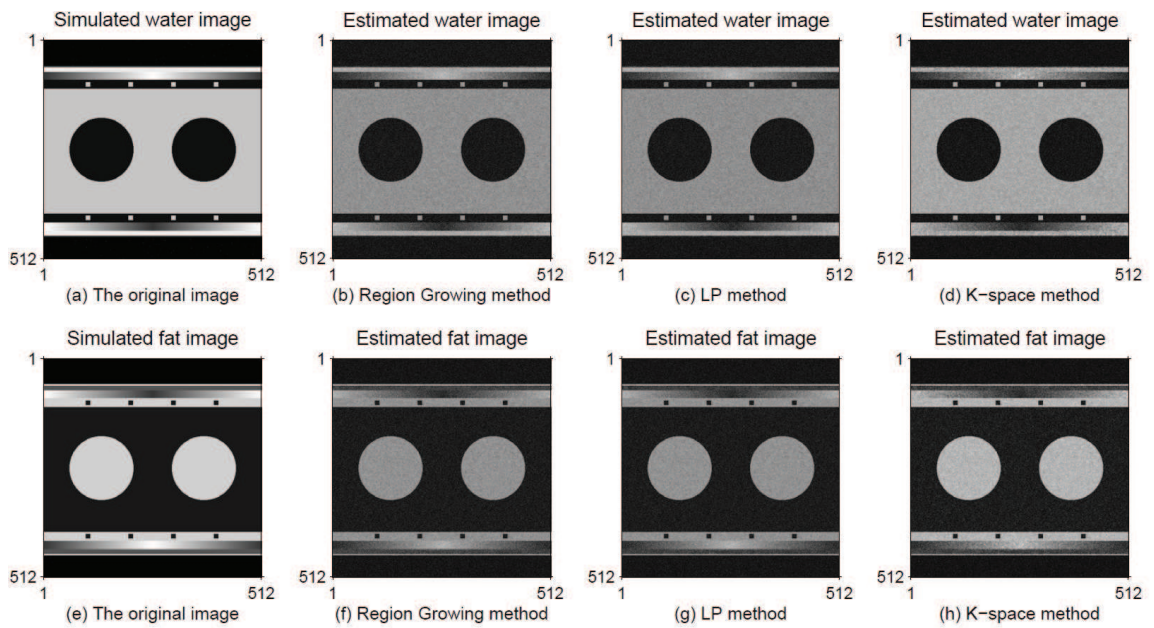 Simulated water image
Estimated water image
Estimated water image
Estimated water image
1
1
1
1
512
512
512
512
1 512
1 512
1 512
1 512
(a) The original image
(b) Region Growing method
(c) LP method
(d) K−space method
Simulated fat image
Estimated fat image
Estimated fat image
Estimated fat image
1
1
1
1
512
512
512
512
1 512
1 512
1 512
1 512
(e) The original image
(f) Region Growing method
(g) LP method
(h) K−space method